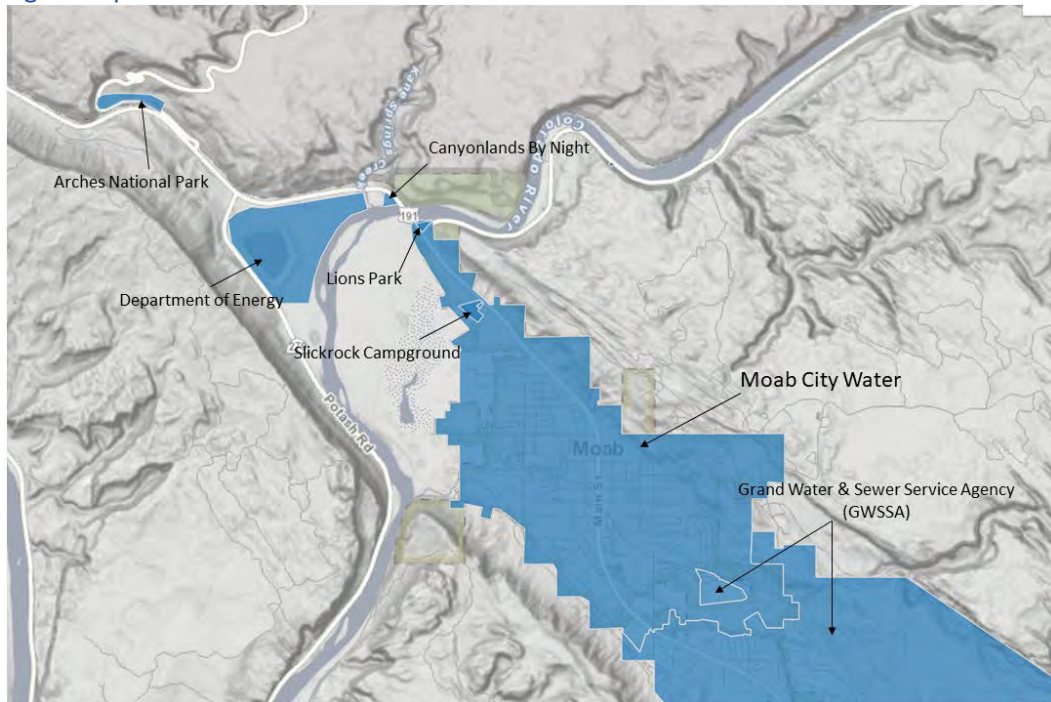 Kane Springs Creek
Colorado River
Canyonlands By Night
Arches National Park
191
Lions Park
Department of Energy
Slickrock Campground
Potash Rd
Moab City Water
Moab
Main St
Grand Water & Sewer Service Agency
(GWSSA)